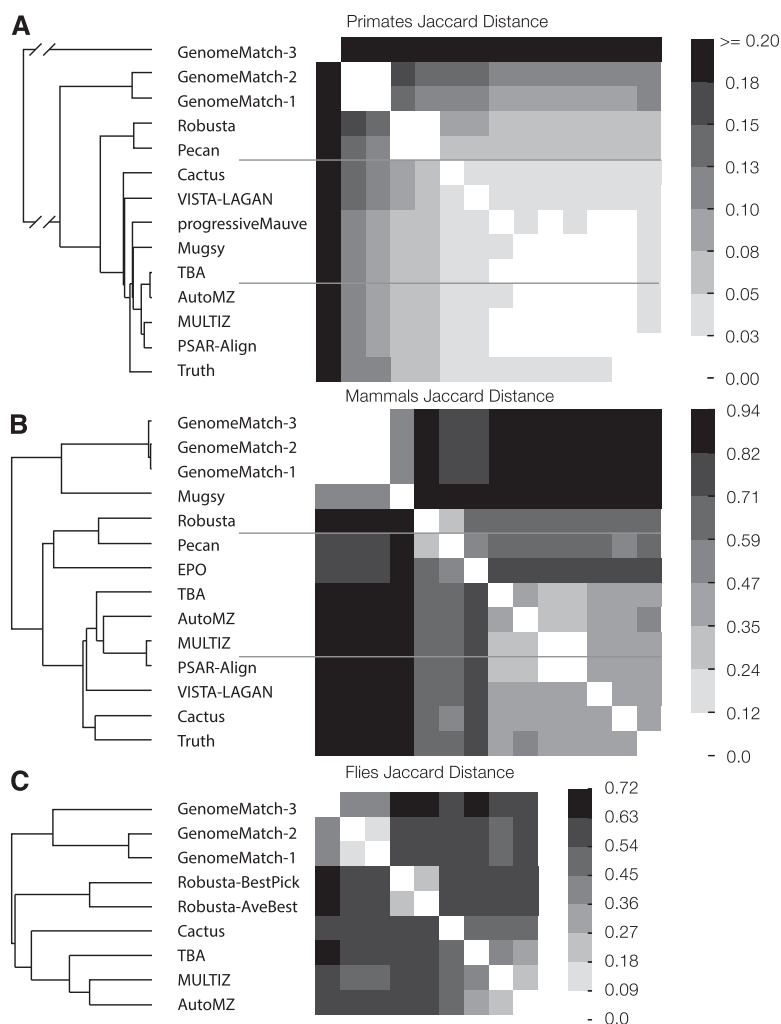 A
Primates Jaccard Distance
GenomeMatch-3
GenomeMatch-2
GenomeMatch-1
Robusta
Pecan
Cactus
VISTA-LAGAN
progressiveMauve
Mugsy
TBA
AutoMZ
MULTIZ
PSAR-Align
Truth
>= 0.20
0.18
0.15
0.13
0.10
0.08
0.05
0.03
0.00
B
Mammals Jaccard Distance
GenomeMatch-3
GenomeMatch-2
GenomeMatch-1
Mugsy
Robusta
Pecan
EPO
TBA
AutoMZ
MULTIZ
PSAR-Align
VISTA-LAGAN
Cactus
Truth
0.94
0.82
0.71
0.59
0.47
0.35
0.24
0.12
0.0
C
Flies Jaccard Distance
GenomeMatch-3
GenomeMatch-2
GenomeMatch-1
Robusta-BestPick
Robusta-AveBest
Cactus
TBA
MULTIZ
AutoMZ
0.72
0.63
0.54
0.45
0.36
0.27
0.18
0.09
0.0